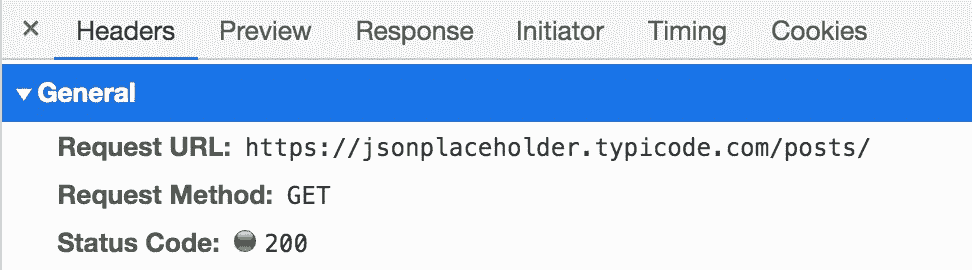 × Headers Preview Response Initiator Timing Cookies
▼ General
Request URL: https://jsonplaceholder.typicode.com/posts/
Request Method: GET
Status Code: 200